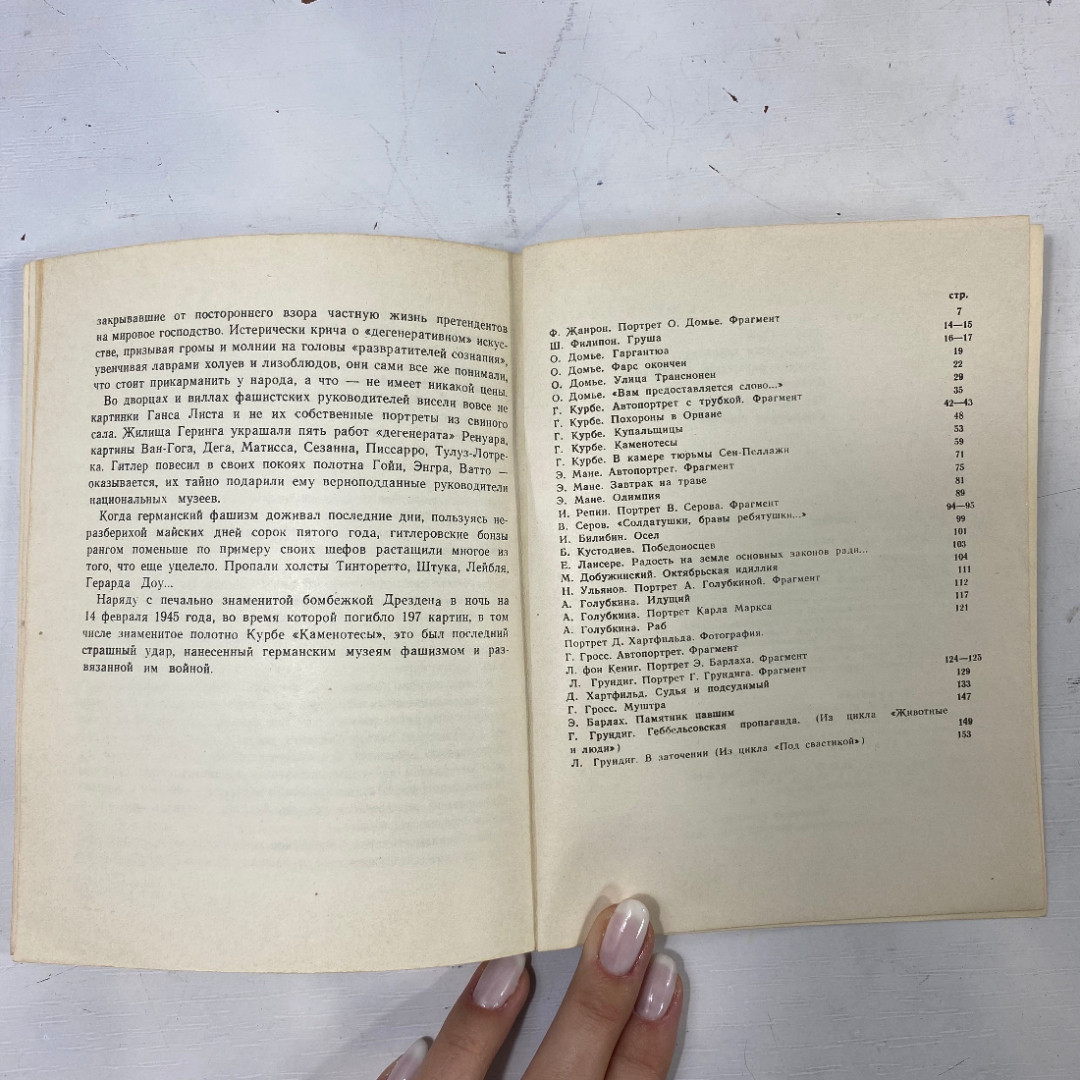 закрывавшие от постороннего взора частную жизнь претендентов
на мировое господство. Истерически крича о «дегенеративном» искус-
стве, призывая громы и молнии на головы «развратителей сознания»,
увенчивая лаврами холуев и лизоблюдов, они сами все же понимали,
что стоит прикарманить у народа, а что — не имеет никакой цены.
Во дворцах и виллах фашистских руководителей висели вовсе не
картинки Ганса Листа и не их собственные портреты из свиного
сала. Жилища Геринга украшали пять работ «дегенерата» Ренуара,
картины Ван-Гога, Дега, Матисса, Сезанна, Писсарро, Тулуз-Лотре-
ка. Гитлер повесил в своих покоях полотна Гойи, Энгра, Ватто —
оказывается, их тайно подарили ему верноподданные руководители
национальных музеев.
Когда германский фашизм доживал последние дни, пользуясь не-
разберихой майских дней сорок пятого года, гитлеровские бонзы
рангом поменьше по примеру своих шефов растащили многое из
того, что еще уцелело. Пропали холсты Тинторетто, Штука, Лейбля,
Герарда Доу...
Наряду с печально знаменитой бомбежкой Дрездена в ночь на
14 февраля 1945 года, во время которой погибло 197 картин, в том
числе знаменитое полотно Курбе «Каменотесы», это был последний
страшный удар, нанесенный германским музеям фашизмом и раз-
вязанной им войной.
стр.
Ф. Жанрон. Портрет О. Домье. Фрагмент 7
Ш. Филипон. Груша 14—15
О. Домье. Гаргантюа 16—17
О. Домье. Фарс окончен 19
О. Домье. Улица Транснонен 22
О. Домье. «Вам предоставляется слово...» 29
Г. Курбе. Автопортрет с трубкой. Фрагмент 35
Г. Курбе. Похороны в Орнане 42—43
Г. Курбе. Купальщицы 48
Г. Курбе. Каменотесы 53
Г. Курбе. В камере тюрьмы Сен-Пеллажи 59
Э. Мане. Автопортрет. Фрагмент 71
Э. Мане. Завтрак на траве 75
Э. Мане. Олимпия 81
И. Репин. Портрет В. Серова. Фрагмент 89
В. Серов. «Солдатушки, бравы ребятушки...» 94—95
И. Билибин. Осел 99
Б. Кустодиев. Победоносцев 101
Е. Лансере. Радость на земле основных законов ради... 103
М. Добужинский. Октябрьская идиллия 104
Н. Ульянов. Портрет А. Голубкиной. Фрагмент 111
А. Голубкина. Идущий 112
А. Голубкина. Портрет Карла Маркса 117
А. Голубкина. Раб 121
Портрет Д. Хартфильда. Фотография.
Г. Гросс. Автопортрет. Фрагмент
Л. фон Кениг. Портрет Э. Барлаха. Фрагмент
Л. Грундиг. Портрет Г. Грундига. Фрагмент
Д. Хартфильд. Судья и подсудимый 124—125
Г. Гросс. Муштра 129
Э. Барлах. Памятник павшим 133
Г. Грундиг. Геббельсовская пропаганда. (Из цикла «Животные 147
и люди») 149
Л. Грундиг. В заточении (Из цикла «Под свастикой») 153